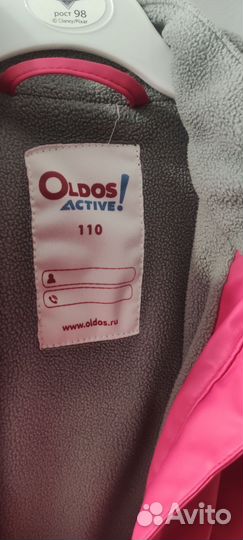 рост 98
© Disney/Pixar
OLDOS
ACTIVE!
110
www.oldos.ru
Avito